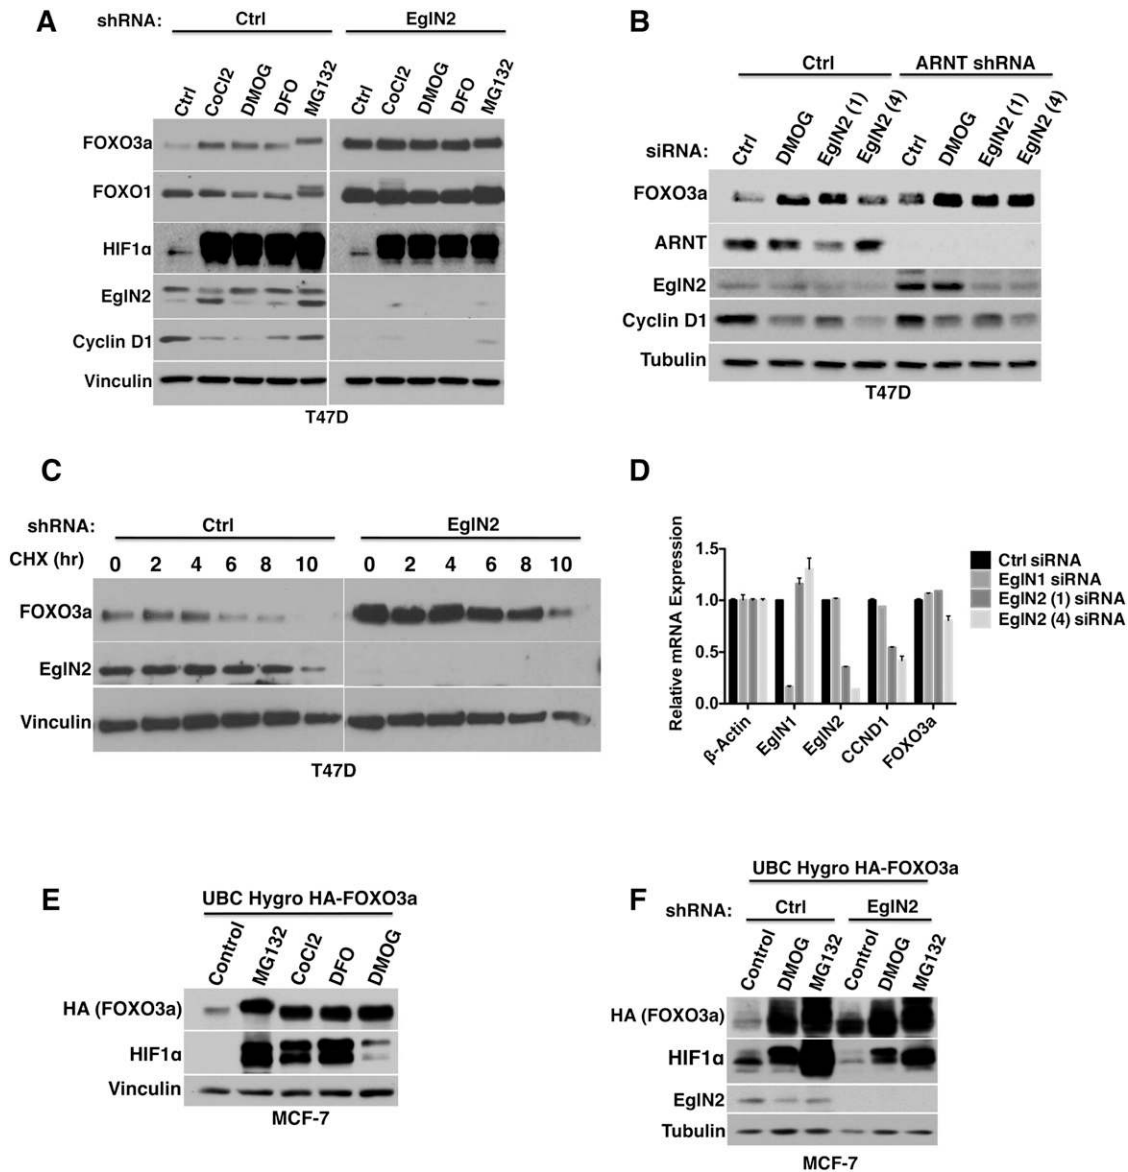 A
shRNA: Ctrl EglN2
Ctrl CoCl2 DMOG DFO MG132 Ctrl CoCl2 DMOG DFO MG132
FOXO3a
FOXO1
HIF1α
EglN2
Cyclin D1
Vinculin
T47D
B
Ctrl ARNT shRNA
siRNA: Ctrl DMOG EglN2 (1) EglN2 (4) Ctrl DMOG EglN2 (1) EglN2 (4)
FOXO3a
ARNT
EglN2
Cyclin D1
Tubulin
T47D
C
shRNA: Ctrl EglN2
CHX (hr) 0 2 4 6 8 10 0 2 4 6 8 10
FOXO3a
EglN2
Vinculin
T47D
D
Relative mRNA Expression
1.5
1.0
0.5
0.0
β-Actin EglN1 EglN2 CCND1 FOXO3a
Ctrl siRNA
EglN1 siRNA
EglN2 (1) siRNA
EglN2 (4) siRNA
E
UBC Hygro HA-FOXO3a
Control MG132 CoCl2 DFO DMOG
HA (FOXO3a)
HIF1α
Vinculin
MCF-7
F
UBC Hygro HA-FOXO3a
shRNA: Ctrl EglN2
Control DMOG MG132 Control DMOG MG132
HA (FOXO3a)
HIF1α
EglN2
Tubulin
MCF-7